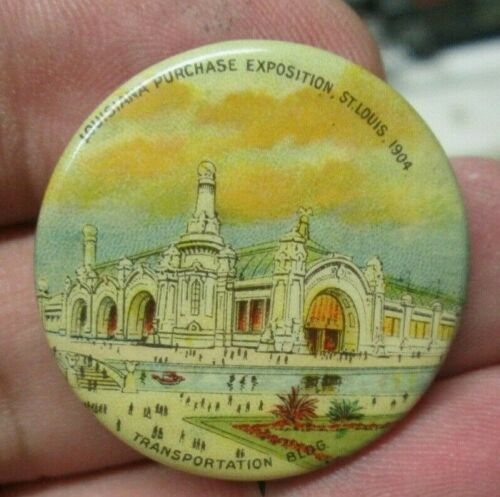 LOUISIANA PURCHASE EXPOSITION, ST. LOUIS, 1904
TRANSPORTATION BLDG